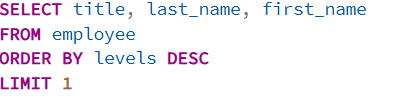 SELECT title, last_name, first_name
FROM employee
ORDER BY levels DESC
LIMIT 1